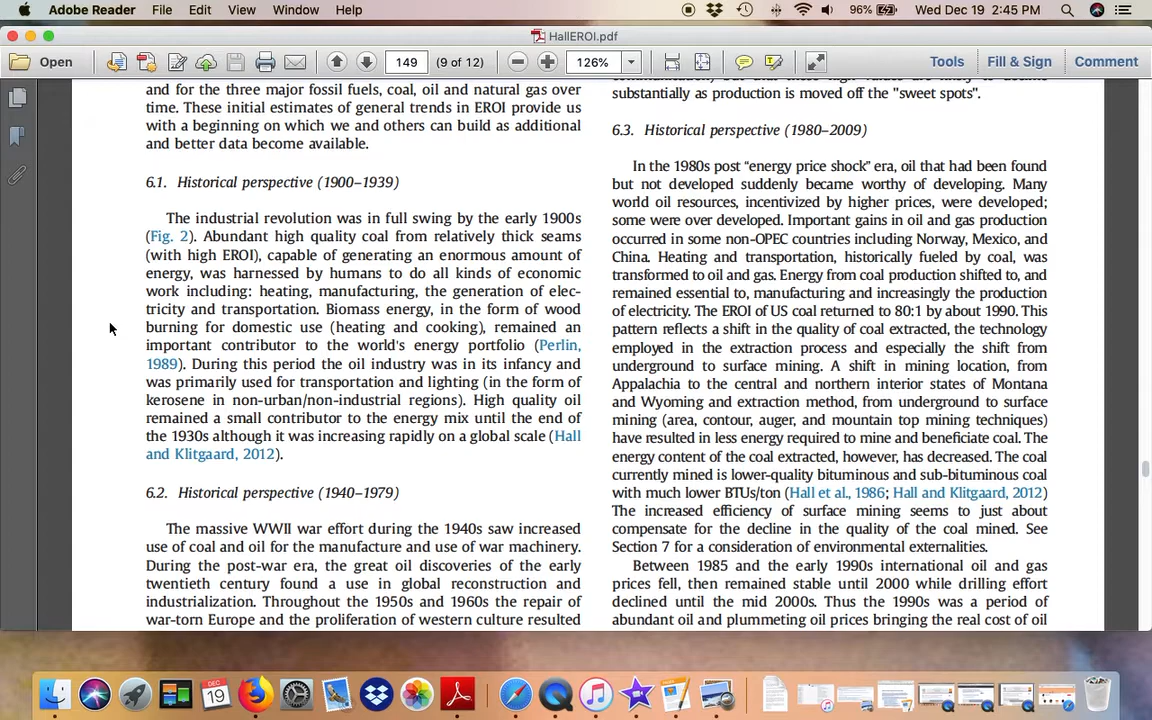 Adobe Reader File Edit View Window Help 96% Wed Dec 19 2:45 PM
HallEROI.pdf
Open 149 (9 of 12) 126% Tools Fill & Sign Comment
and for the three major fossil fuels, coal, oil and natural gas over
time. These initial estimates of general trends in EROI provide us
with a beginning on which we and others can build as additional
and better data become available.
6.1. Historical perspective (1900–1939)
The industrial revolution was in full swing by the early 1900s
(Fig. 2). Abundant high quality coal from relatively thick seams
(with high EROI), capable of generating an enormous amount of
energy, was harnessed by humans to do all kinds of economic
work including: heating, manufacturing, the generation of elec-
tricity and transportation. Biomass energy, in the form of wood
burning for domestic use (heating and cooking), remained an
important contributor to the world's energy portfolio (Perlin,
1989). During this period the oil industry was in its infancy and
was primarily used for transportation and lighting (in the form of
kerosene in non-urban/non-industrial regions). High quality oil
remained a small contributor to the energy mix until the end of
the 1930s although it was increasing rapidly on a global scale (Hall
and Klitgaard, 2012).
6.2. Historical perspective (1940–1979)
The massive WWII war effort during the 1940s saw increased
use of coal and oil for the manufacture and use of war machinery.
During the post-war era, the great oil discoveries of the early
twentieth century found a use in global reconstruction and
industrialization. Throughout the 1950s and 1960s the repair of
war-torn Europe and the proliferation of western culture resulted
substantially as production is moved off the "sweet spots".
6.3. Historical perspective (1980–2009)
In the 1980s post “energy price shock” era, oil that had been found
but not developed suddenly became worthy of developing. Many
world oil resources, incentivized by higher prices, were developed;
some were over developed. Important gains in oil and gas production
occurred in some non-OPEC countries including Norway, Mexico, and
China. Heating and transportation, historically fueled by coal, was
transformed to oil and gas. Energy from coal production shifted to, and
remained essential to, manufacturing and increasingly the production
of electricity. The EROI of US coal returned to 80:1 by about 1990. This
pattern reflects a shift in the quality of coal extracted, the technology
employed in the extraction process and especially the shift from
underground to surface mining. A shift in mining location, from
Appalachia to the central and northern interior states of Montana
and Wyoming and extraction method, from underground to surface
mining (area, contour, auger, and mountain top mining techniques)
have resulted in less energy required to mine and beneficiate coal. The
energy content of the coal extracted, however, has decreased. The coal
currently mined is lower-quality bituminous and sub-bituminous coal
with much lower BTUs/ton (Hall et al., 1986; Hall and Klitgaard, 2012)
The increased efficiency of surface mining seems to just about
compensate for the decline in the quality of the coal mined. See
Section 7 for a consideration of environmental externalities.
Between 1985 and the early 1990s international oil and gas
prices fell, then remained stable until 2000 while drilling effort
declined until the mid 2000s. Thus the 1990s was a period of
abundant oil and plummeting oil prices bringing the real cost of oil
DEC
19